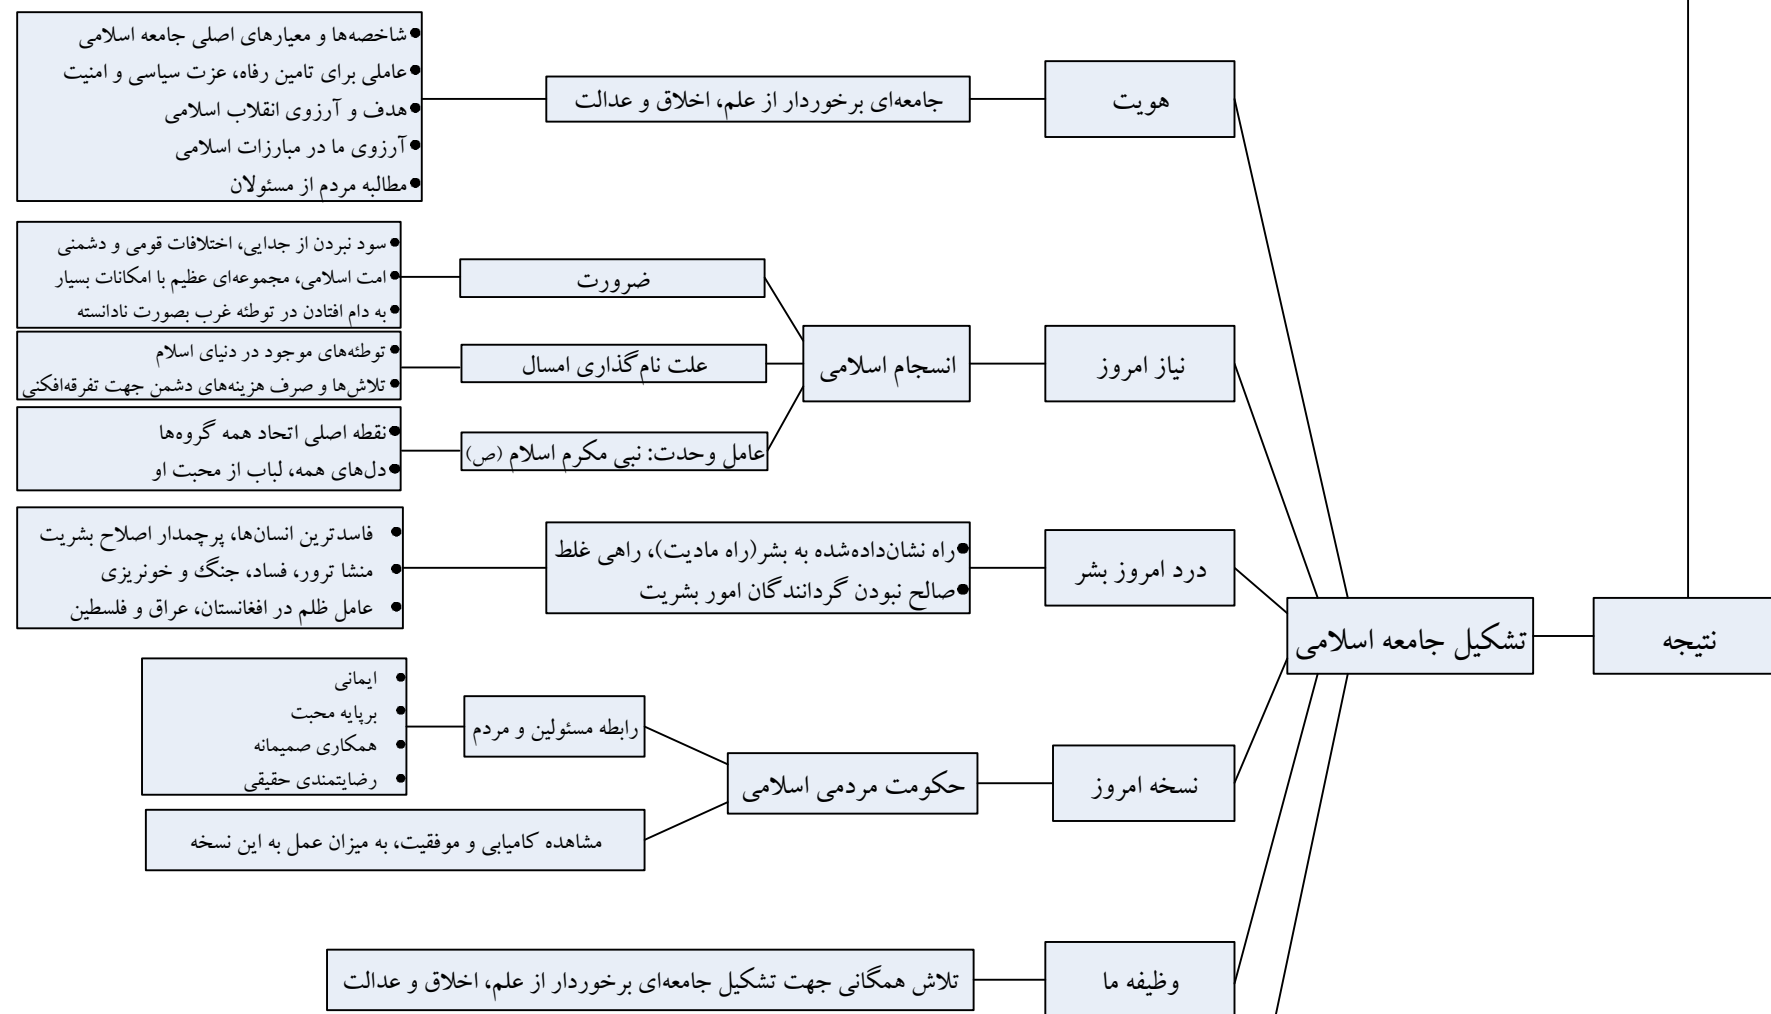 نتیجه
تشکیل جامعه اسلامی
هویت
جامعه‌ای برخوردار از علم، اخلاق و عدالت
شاخصه‌ها و معیارهای اصلی جامعه اسلامی
عاملی برای تامین رفاه، عزت سیاسی و امنیت
هدف و آرزوی انقلاب اسلامی
آرزوی ما در مبارزات اسلامی
مطالبه مردم از مسئولان
نیاز امروز
انسجام اسلامی
ضرورت
سود نبردن از جدایی، اختلافات قومی و دشمنی
امت اسلامی، مجموعه‌ای عظیم با امکانات بسیار
به دام افتادن در توطئه غرب بصورت نادانسته
علت نام‌گذاری امسال
توطئه‌های موجود در دنیای اسلام
تلاش‌ها و صرف هزینه‌های دشمن جهت تفرقه‌افکنی
عامل وحدت: نبی مکرم اسلام (ص)
نقطه اصلی اتحاد همه گروه‌ها
دل‌های همه، لباب از محبت او
درد امروز بشر
راه نشان‌داده‌شده به بشر(راه مادیت)، راهی غلط
صالح نبودن گردانندگان امور بشریت
فاسدترین انسان‌ها، پرچمدار اصلاح بشریت
منشا ترور، فساد، جنگ و خونریزی
عامل ظلم در افغانستان، عراق و فلسطین
نسخه امروز
حکومت مردمی اسلامی
رابطه مسئولین و مردم
ایمانی
برپایه محبت
همکاری صمیمانه
رضایتمندی حقیقی
مشاهده کامیابی و موفقیت، به میزان عمل به این نسخه
وظیفه ما
تلاش همگانی جهت تشکیل جامعه‌ای برخوردار از علم، اخلاق و عدالت